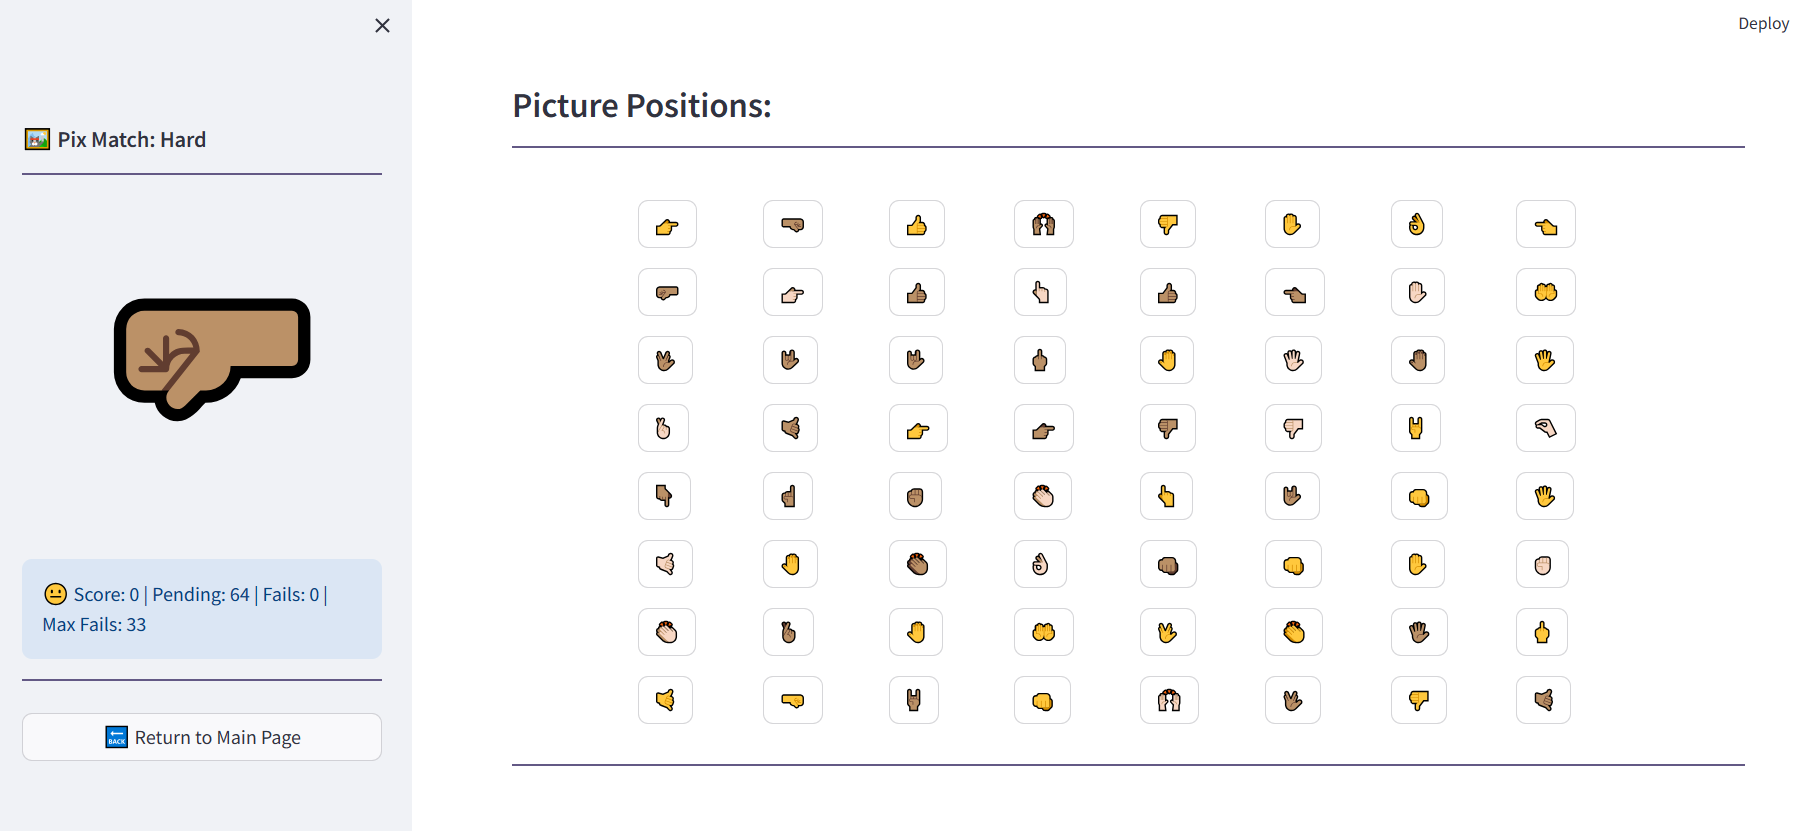 Deploy
Pix Match: Hard
Picture Positions:
Score: 0 | Pending: 64 | Fails: 0 |
Max Fails: 33
BACK
Return to Main Page